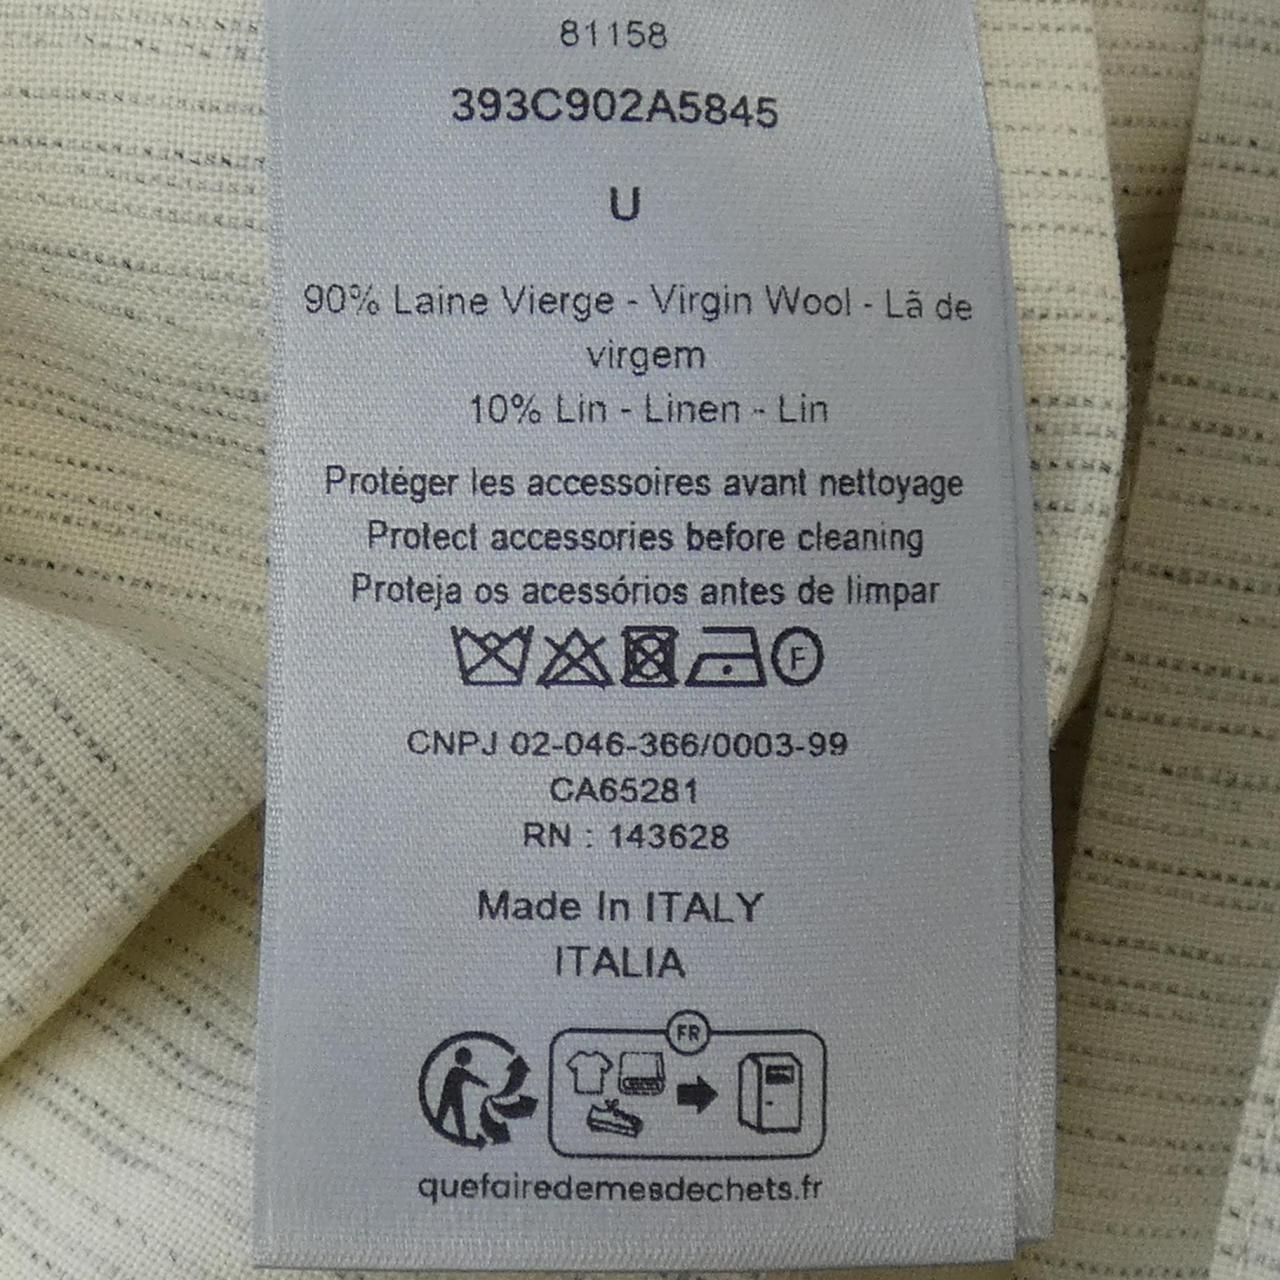 81158
393C902A5845
U
90% Laine Vierge - Virgin Wool - Lã de
virgem
10% Lin - Linen - Lin
Protéger les accessoires avant nettoyage
Protect accessories before cleaning
Proteja os acessórios antes de limpar
F
CNPJ 02-046-366/0003-99
CA65281
RN : 143628
Made In ITALY
ITALIA
FR
quefairedemesdechets.fr